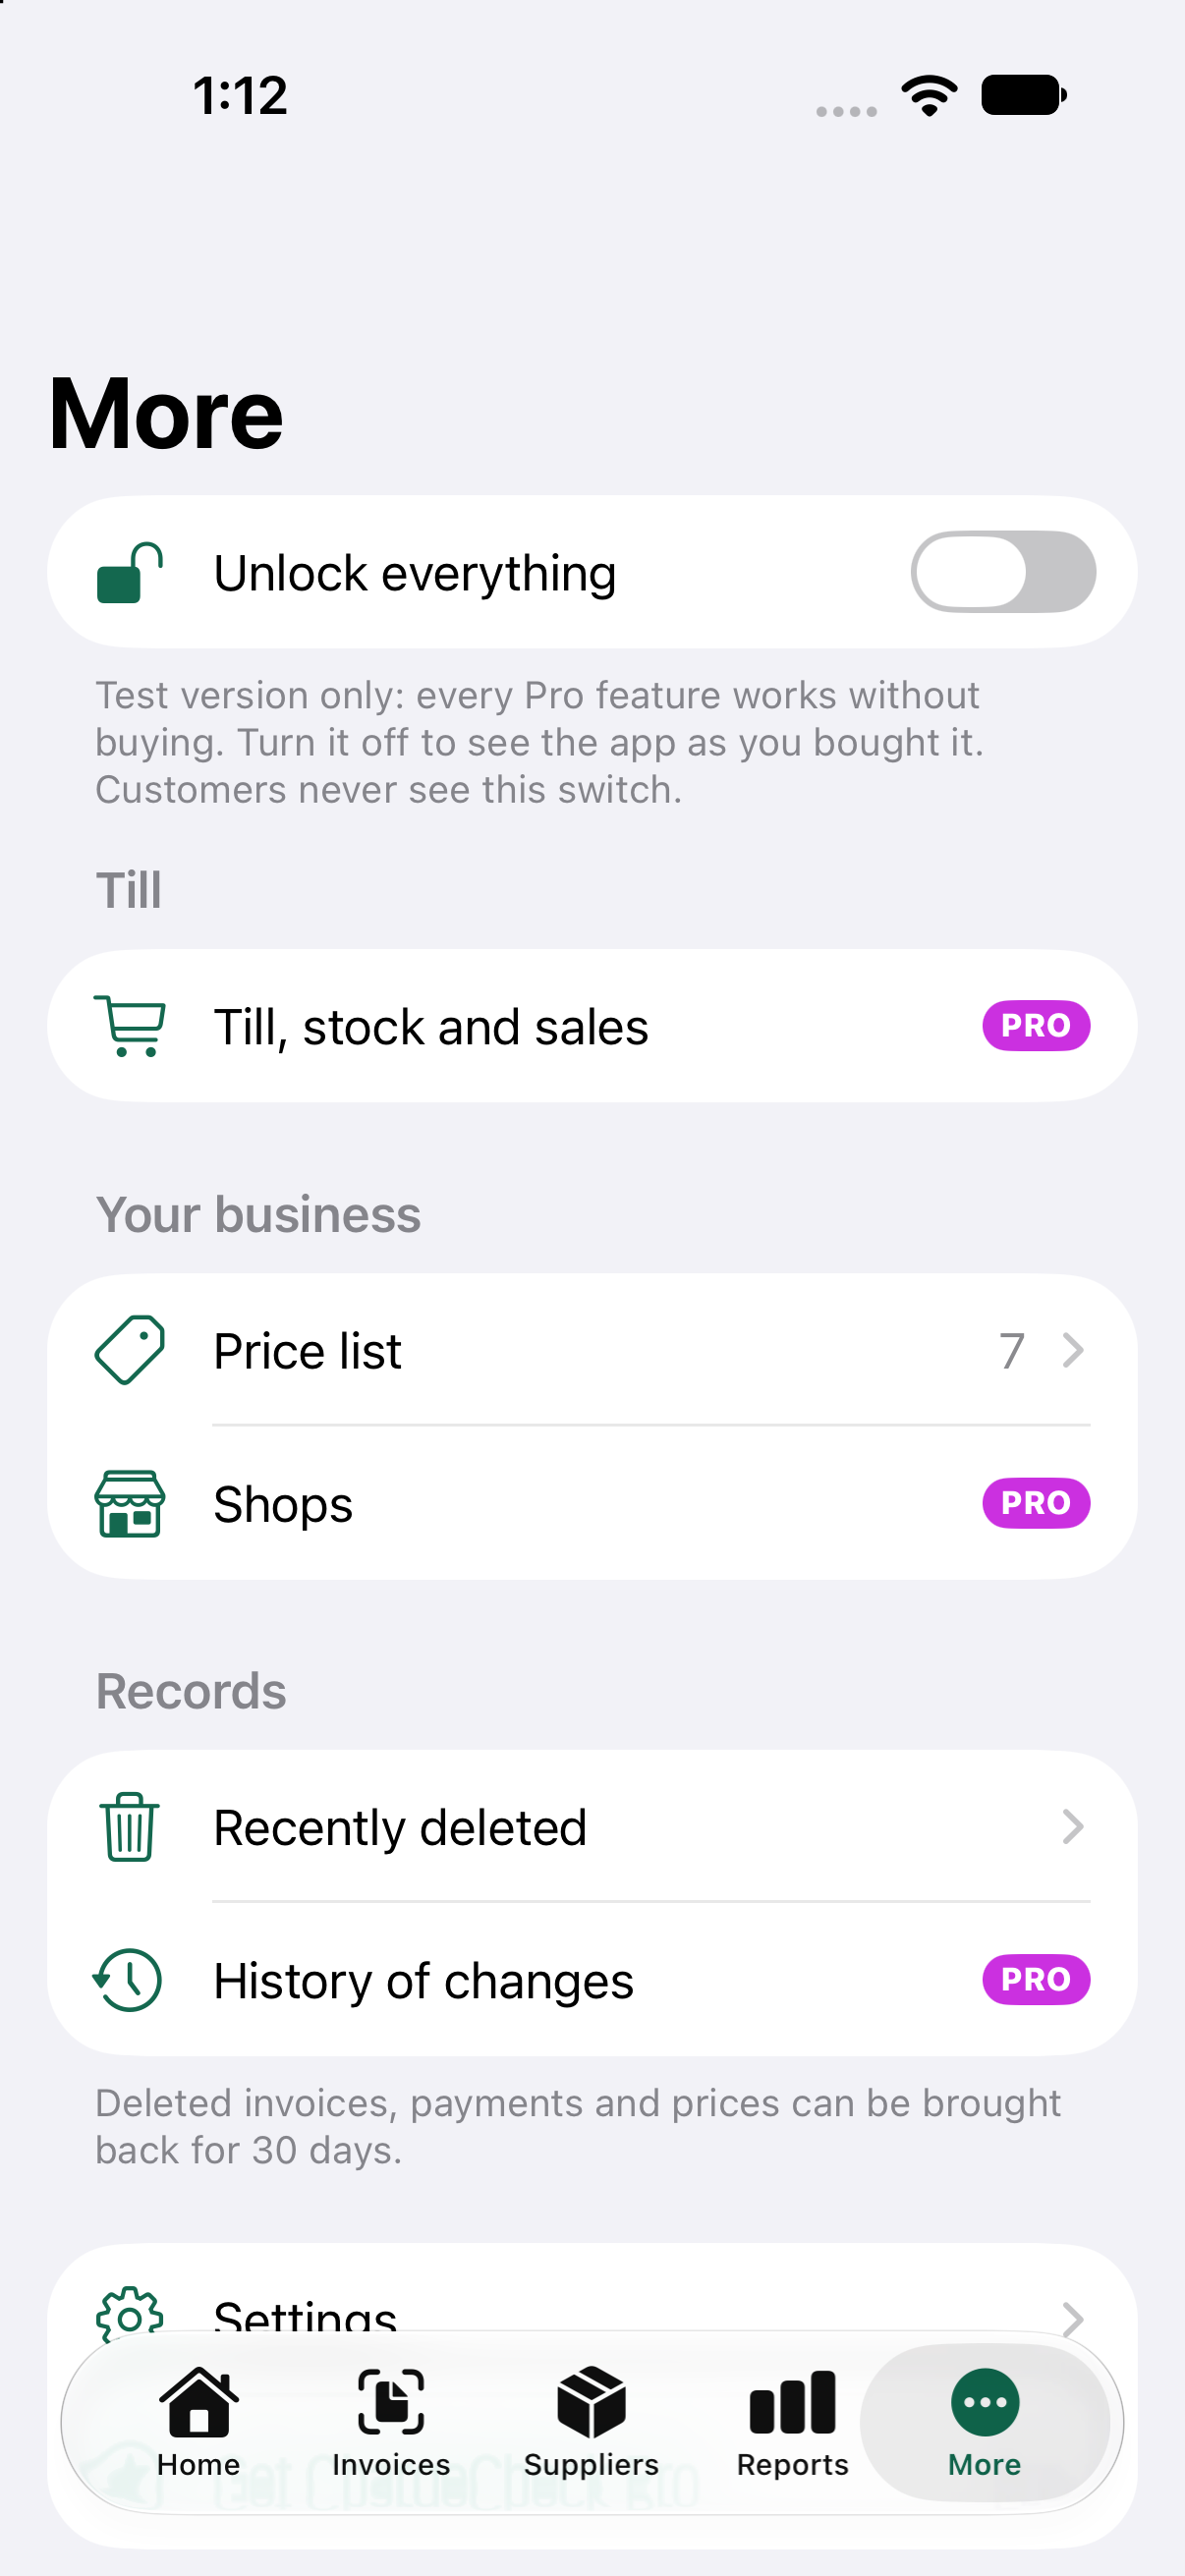 1:12
More
Unlock everything
Test version only: every Pro feature works without
buying. Turn it off to see the app as you bought it.
Customers never see this switch.
Till
Till, stock and sales
PRO
Your business
Price list
7
Shops
PRO
Records
Recently deleted
History of changes
PRO
Deleted invoices, payments and prices can be brought
back for 30 days.
Settings
Home
Invoices
Suppliers
Reports
More